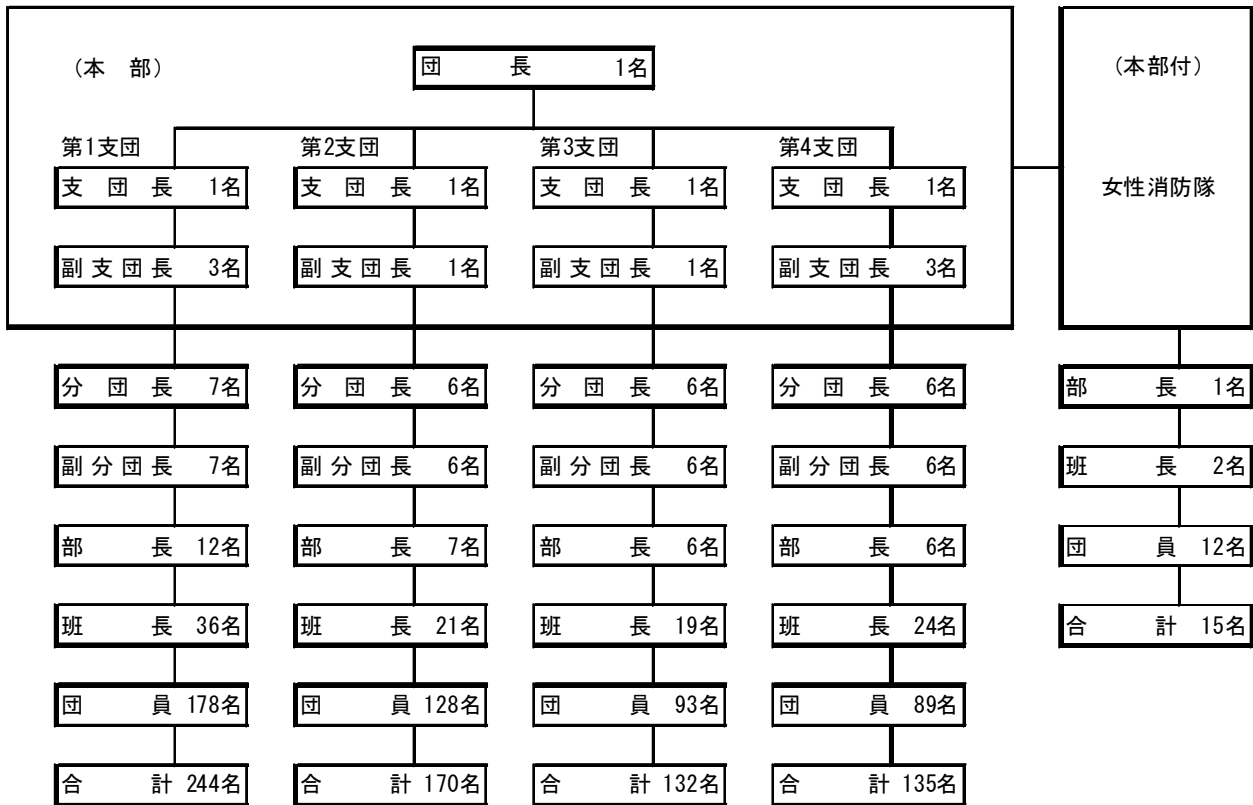 （本　部）　団　長　1名　（本部付）
第1支団　第2支団　第3支団　第4支団
支団長　1名　支団長　1名　支団長　1名　支団長　1名　女性消防隊
副支団長　3名　副支団長　1名　副支団長　1名　副支団長　3名
分団長　7名　分団長　6名　分団長　6名　分団長　6名　部長　1名
副分団長　7名　副分団長　6名　副分団長　6名　副分団長　6名　班長　2名
部長　12名　部長　7名　部長　6名　部長　6名　団員　12名
班長　36名　班長　21名　班長　19名　班長　24名　合計　15名
団員　178名　団員　128名　団員　93名　団員　89名
合計　244名　合計　170名　合計　132名　合計　135名